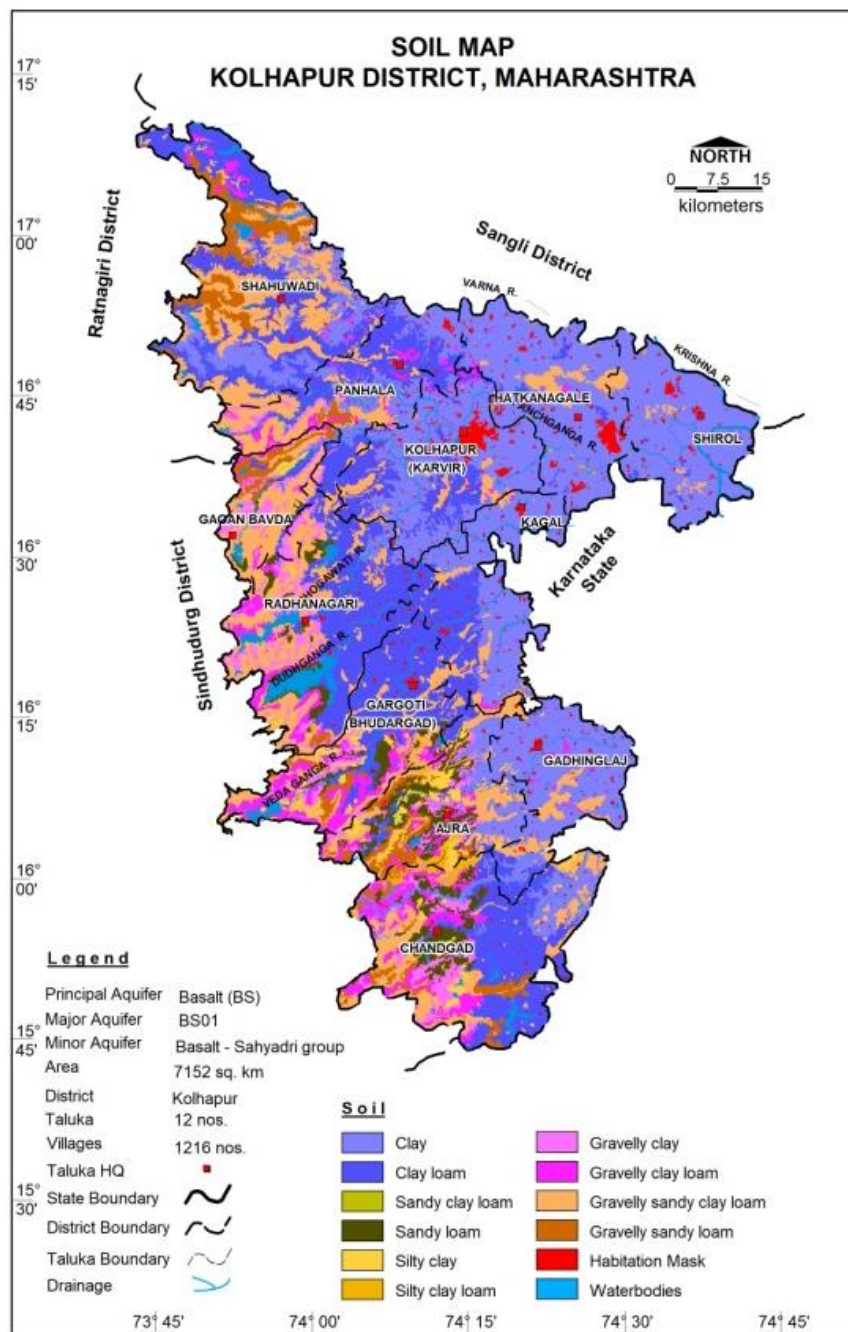 SOIL MAP
KOLHAPUR DISTRICT, MAHARASHTRA
17°
15'
NORTH
0 7.5 15
kilometers
17°
00'
Ratnagiri District
Sangli District
SHAHUWADI
VARNA R.
KRISHNA R.
16°
45'
PANHALA
HATKANAGALE
ANCHGANGA R.
SHIROL
KOLHAPUR
(KARVIR)
GAGAN BAVDA
KAGAL
16°
30'
Karnataka
State
Sindhudurg District
HOGAWATI R.
RADHANAGARI
DUDHGANGA R.
16°
15'
GARGOTI
(BHUDARGAD)
GADHINGLAJ
VEDA GANGA R.
AJRA
16°
00'
CHANDGAD
Legend
Principal Aquifer Basalt (BS)
Major Aquifer BS01
Minor Aquifer Basalt - Sahyadri group
Area 7152 sq. km
District Kolhapur
Taluka 12 nos.
Villages 1216 nos.
Taluka HQ
State Boundary
District Boundary
Taluka Boundary
Drainage
15°
45'
15°
30'
Soil
Clay
Clay loam
Sandy clay loam
Sandy loam
Silty clay
Silty clay loam
Gravelly clay
Gravelly clay loam
Gravelly sandy clay loam
Gravelly sandy loam
Habitation Mask
Waterbodies
73° 45' 74° 00' 74° 15' 74° 30' 74° 45'